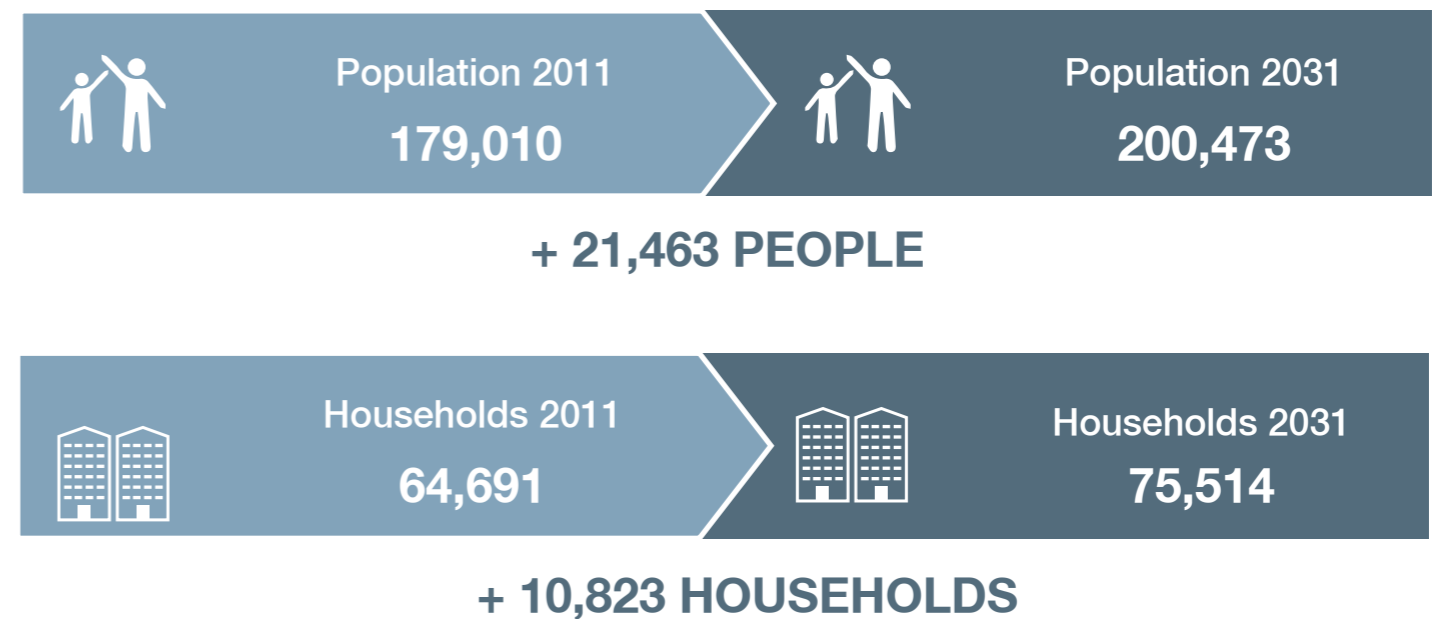 Population 2011
179,010
Population 2031
200,473
+ 21,463 PEOPLE
Households 2011
64,691
Households 2031
75,514
+ 10,823 HOUSEHOLDS